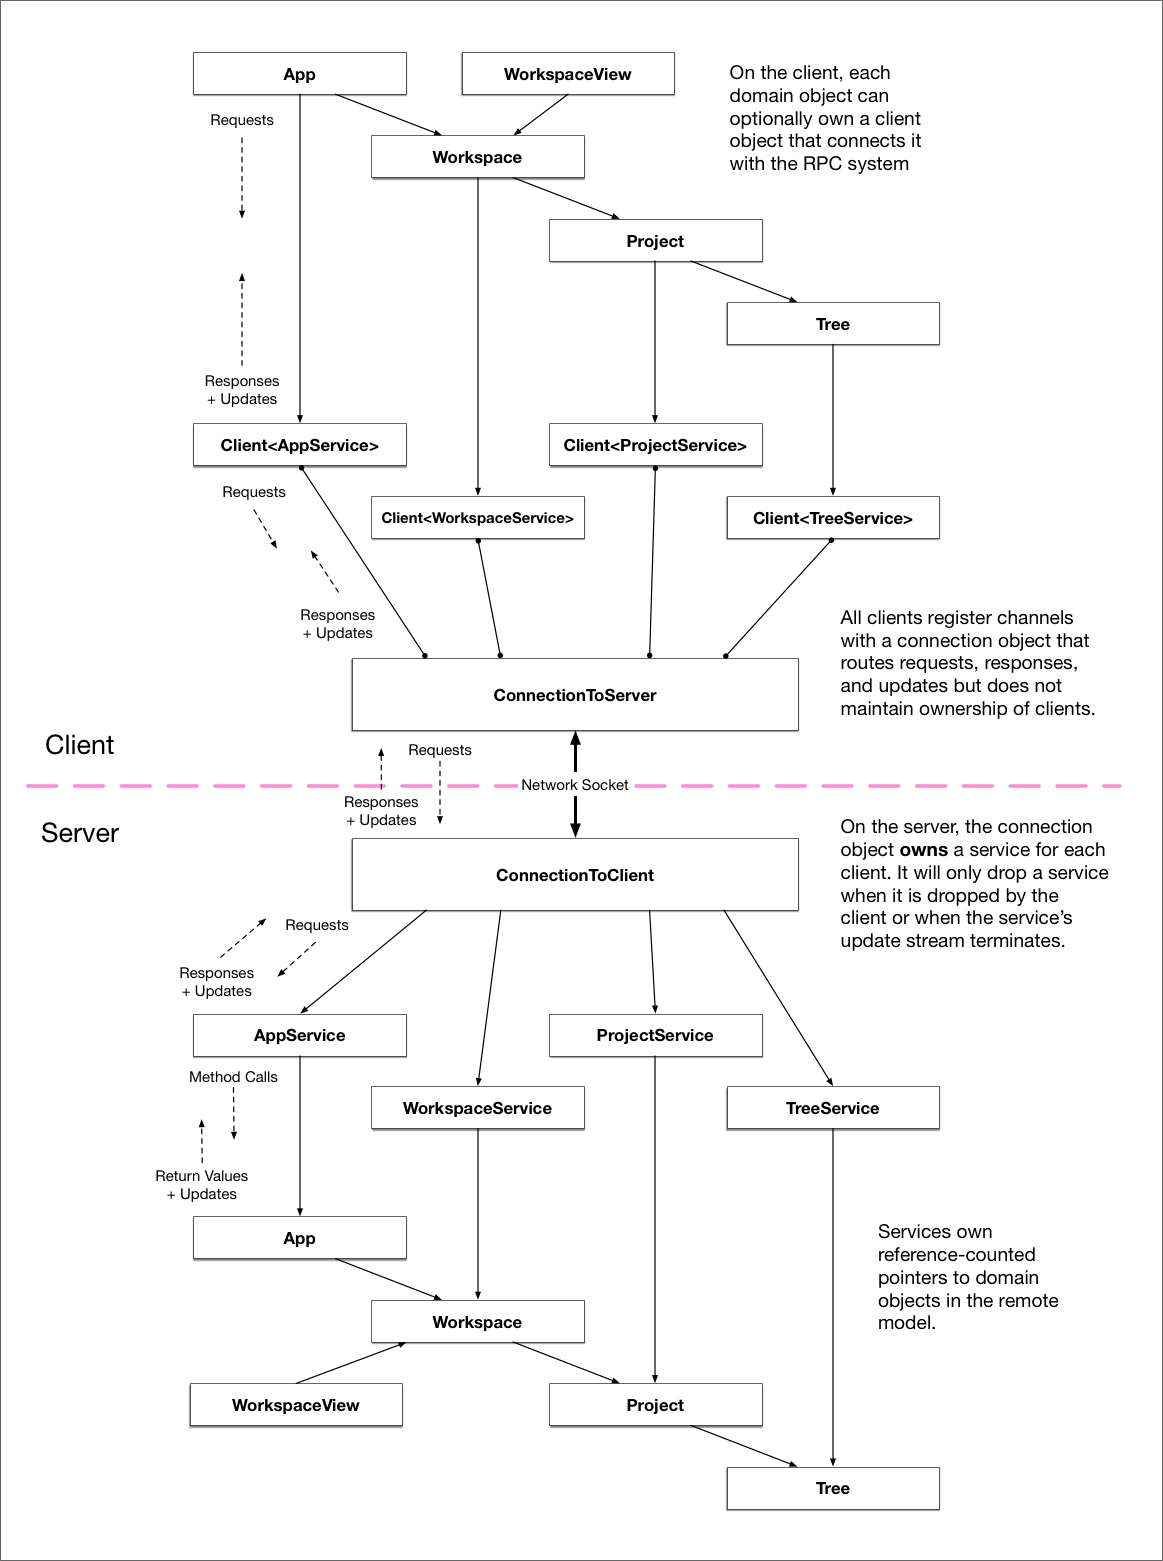 App
WorkspaceView
On the client, each
domain object can
optionally own a client
object that connects it
with the RPC system
Requests
Workspace
Project
Tree
Responses
+ Updates
Client<AppService>
Client<ProjectService>
Requests
Client<WorkspaceService>
Client<TreeService>
Responses
+ Updates
All clients register channels
with a connection object that
routes requests, responses,
and updates but does not
maintain ownership of clients.
ConnectionToServer
Client
Requests
Network Socket
Responses
+ Updates
Server
On the server, the connection
object owns a service for each
client. It will only drop a service
when it is dropped by the
client or when the service's
update stream terminates.
ConnectionToClient
Requests
Responses
+ Updates
AppService
ProjectService
Method Calls
WorkspaceService
TreeService
Return Values
+ Updates
App
Services own
reference-counted
pointers to domain
objects in the remote
model.
Workspace
WorkspaceView
Project
Tree